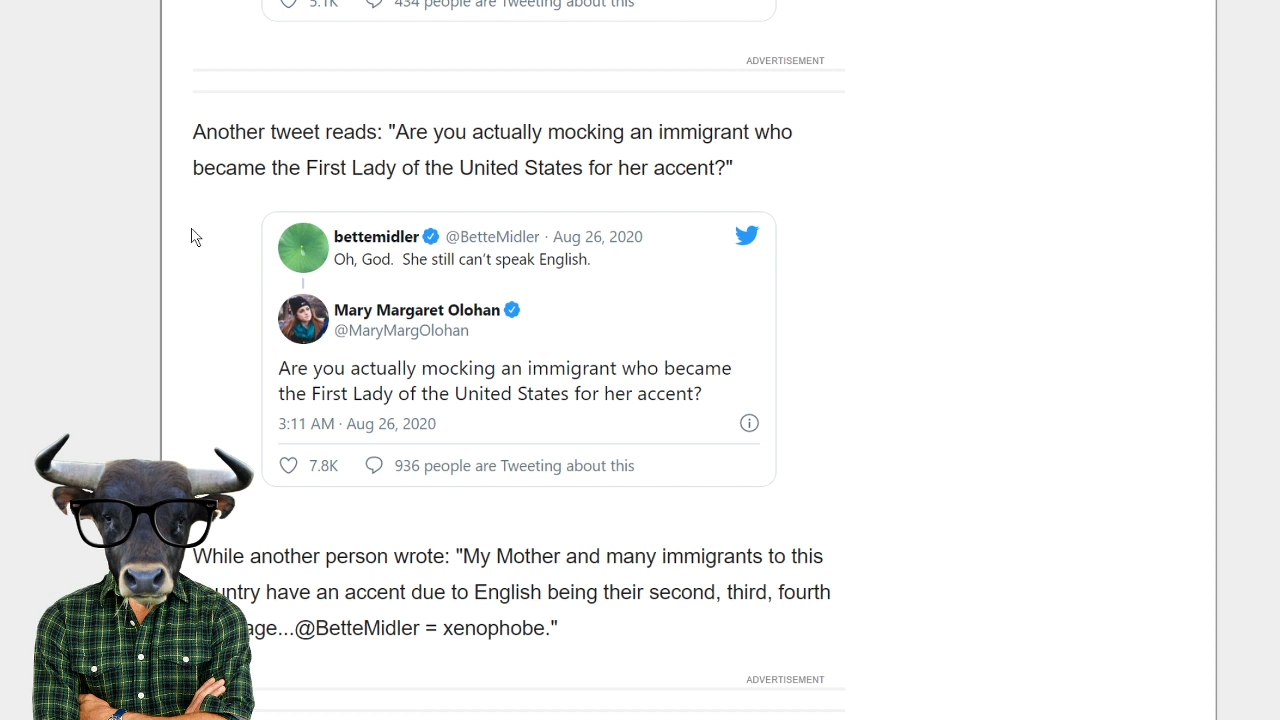 5.1K 434 people are Tweeting about this
ADVERTISEMENT
Another tweet reads: "Are you actually mocking an immigrant who
became the First Lady of the United States for her accent?"
bettemidler @BetteMidler · Aug 26, 2020
Oh, God. She still can't speak English.
Mary Margaret Olohan
@MaryMargOlohan
Are you actually mocking an immigrant who became
the First Lady of the United States for her accent?
3:11 AM · Aug 26, 2020
7.8K 936 people are Tweeting about this
While another person wrote: "My Mother and many immigrants to this
have an accent due to English being their second, third, fourth
@BetteMidler = xenophobe."
ADVERTISEMENT